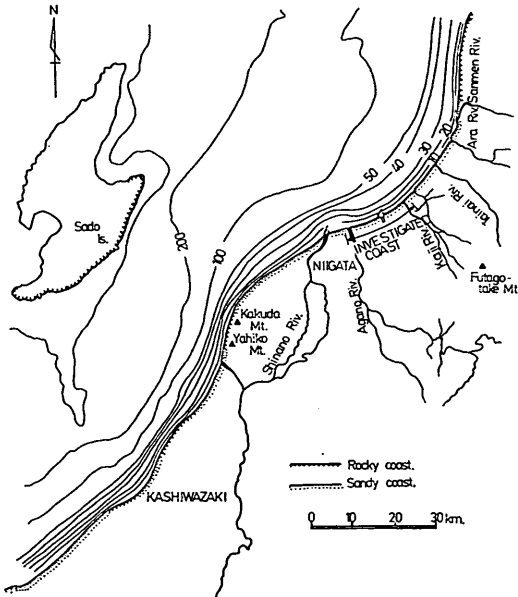 N
Sado
Is.
200
100
50
40
30
20
10
Ara Riv.
Sanmen Riv.
Tainai Riv.
Kaji Riv.
INVESTIGATE
COAST
NIIGATA
Agano Riv.
Futago-
take Mt
Kakuda
Mt.
Yahiko
Mt.
Shinano Riv.
KASHIWAZAKI
Rocky coast.
Sandy coast.
0 10 20 30 km.